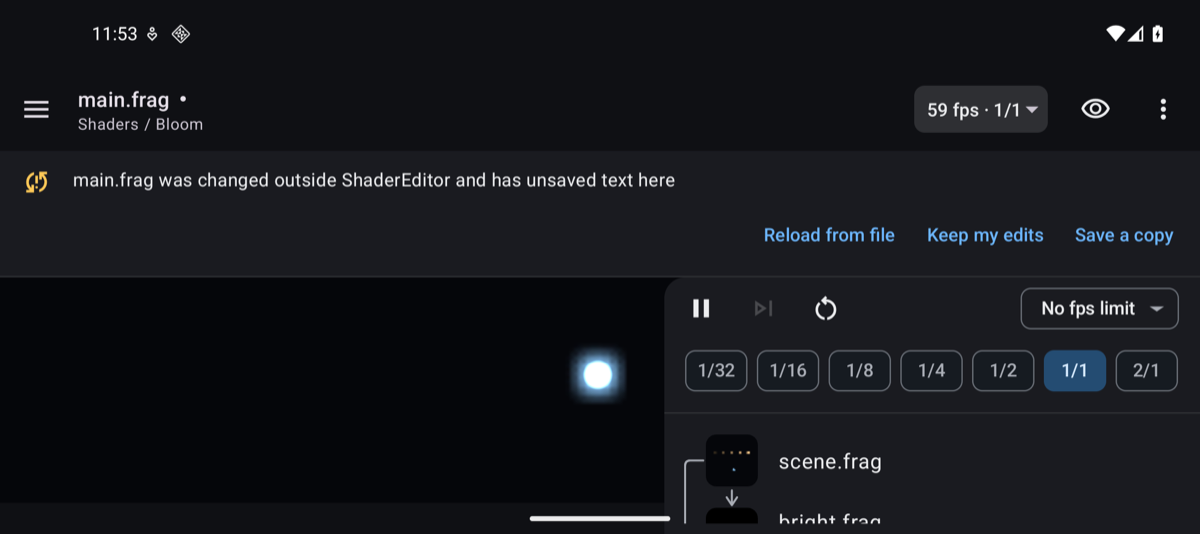 11:53
main.frag •
Shaders / Bloom
59 fps · 1/1
main.frag was changed outside ShaderEditor and has unsaved text here
Reload from file Keep my edits Save a copy
No fps limit
1/32 1/16 1/8 1/4 1/2 1/1 2/1
scene.frag
bright.frag